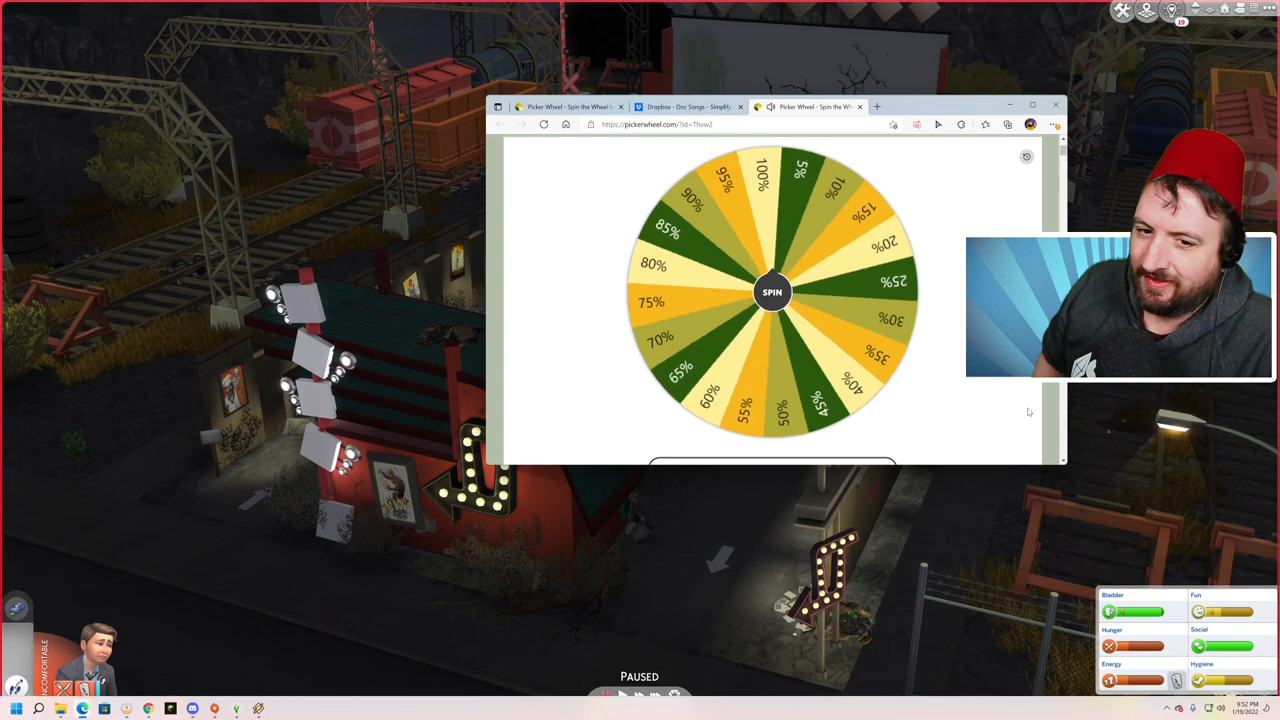 19
Picker Wheel - Spin the Wheel t
Dropbox - Doc Songs - Simplify
Picker Wheel - Spin the Wh
https://pickerwheel.com/?id=Thvw2
5%
10%
15%
20%
25%
30%
35%
40%
45%
50%
55%
60%
65%
70%
75%
80%
85%
90%
95%
100%
SPIN
Bladder
Fun
Hunger
Social
Energy
Hygiene
UNCOMFORTABLE
PAUSED
9:52 PM
1/19/2022